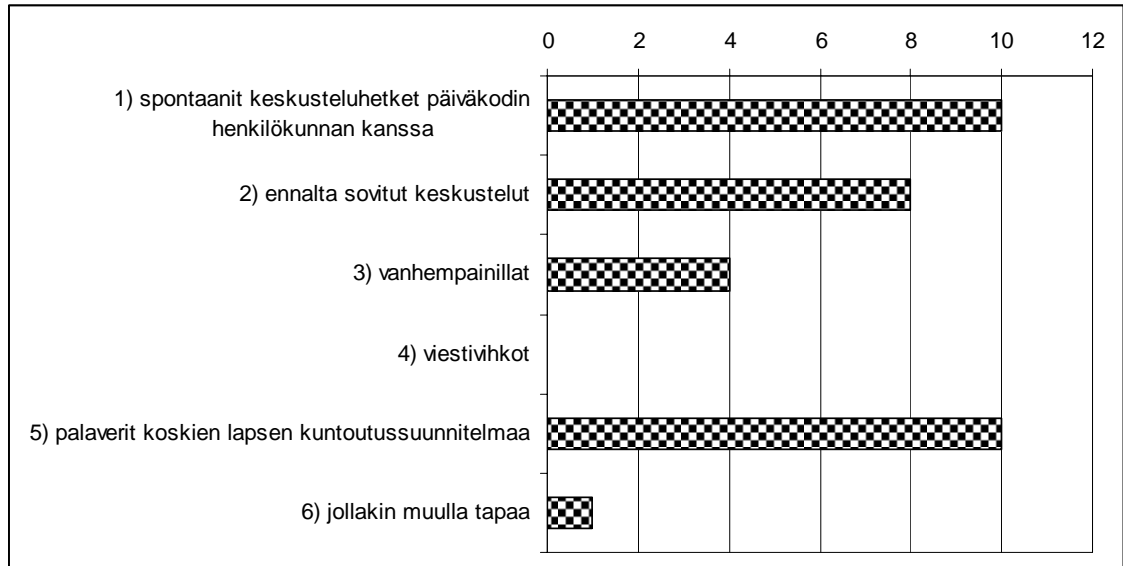 0 2 4 6 8 10 12
1) spontaanit keskusteluhetket päiväkodin
henkilökunnan kanssa
2) ennalta sovitut keskustelut
3) vanhempainillat
4) viestivihkot
5) palaverit koskien lapsen kuntoutussuunnitelmaa
6) jollakin muulla tapaa